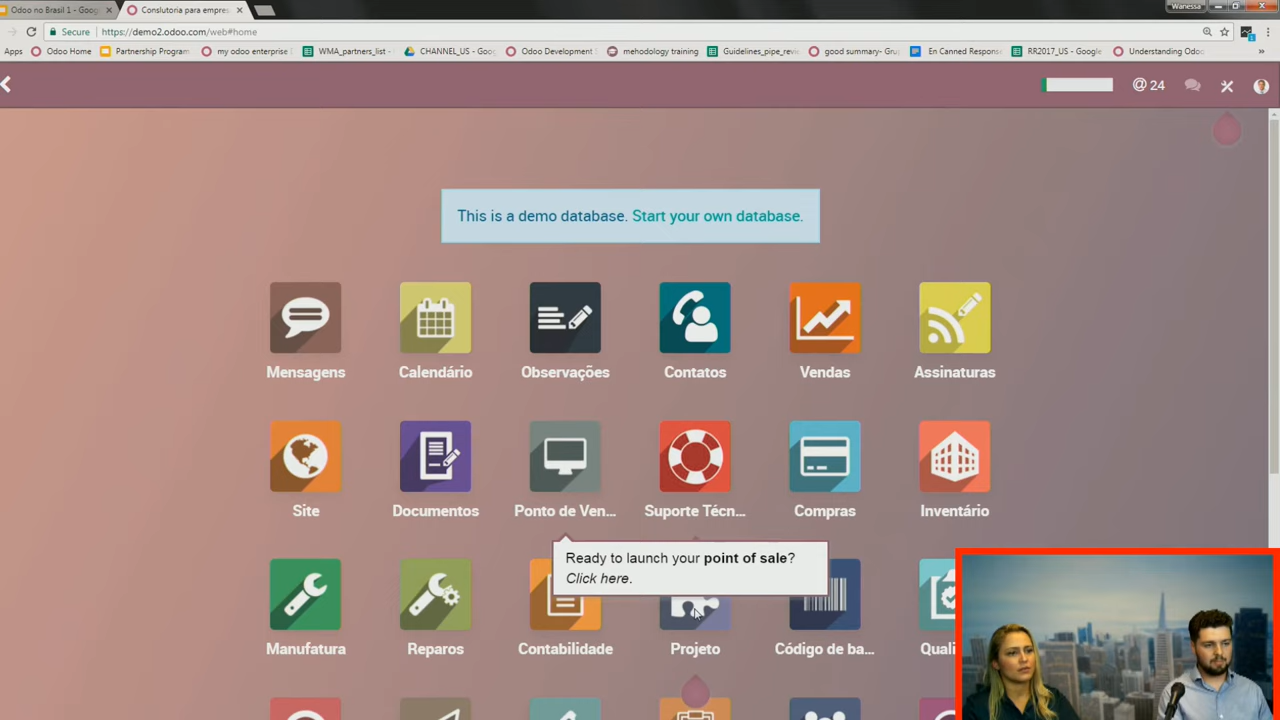 Odoo no Brasil 1 - Goog
Conslutoria para empres
Wanessa
Secure
https://demo2.odoo.com/web#home
Apps
Odoo Home
Partnership Program
my odoo enterprise
WMA_partners_list -
CHANNEL_US - Goo
Odoo Development
mehodology training
Guidelines_pipe_revi
good summary- Gru
En Canned Respons
RR2017_US - Google
Understanding Odoo
»
@ 24
This is a demo database. Start your own database.
Mensagens
Calendário
Observações
Contatos
Vendas
Assinaturas
Site
Documentos
Ponto de Ven...
Suporte Técn...
Compras
Inventário
Ready to launch your point of sale?
Click here.
Manufatura
Reparos
Contabilidade
Projeto
Código de ba...
Quali